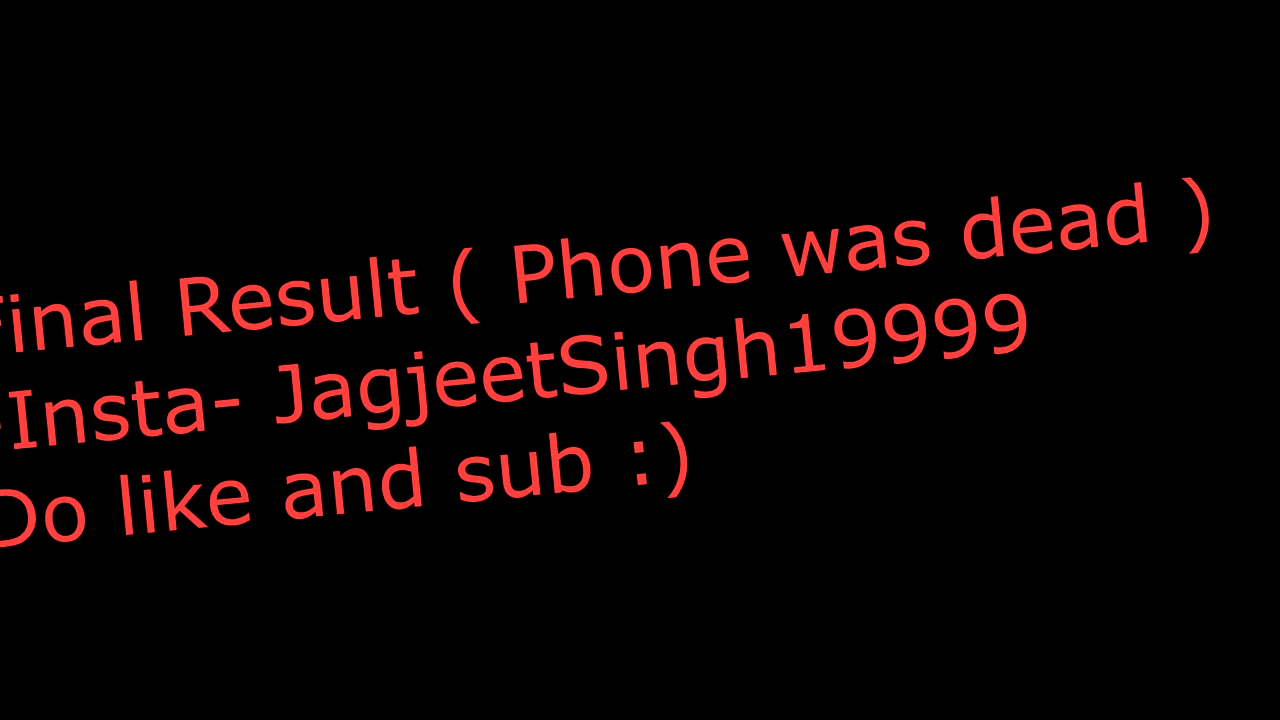 Final Result ( Phone was dead )
-Insta- JagjeetSingh19999
Do like and sub :)